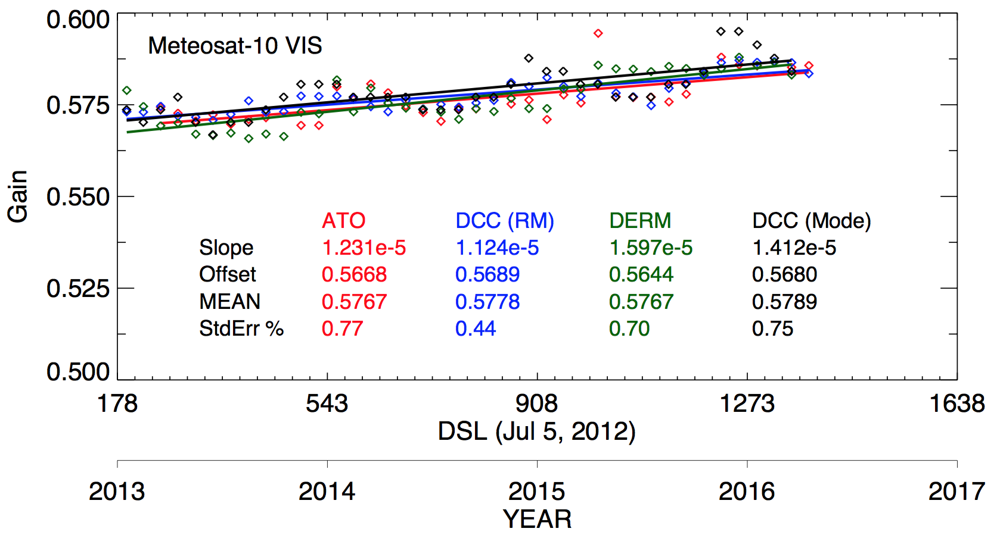 0.600
Meteosat-10 VIS
0.575
0.550
Gain
ATO DCC (RM) DERM DCC (Mode)
Slope 1.231e-5 1.124e-5 1.597e-5 1.412e-5
Offset 0.5668 0.5689 0.5644 0.5680
0.525
MEAN 0.5767 0.5778 0.5767 0.5789
StdErr % 0.77 0.44 0.70 0.75
0.500
178 543 908 1273 1638
DSL (Jul 5, 2012)
2013 2014 2015 2016 2017
YEAR